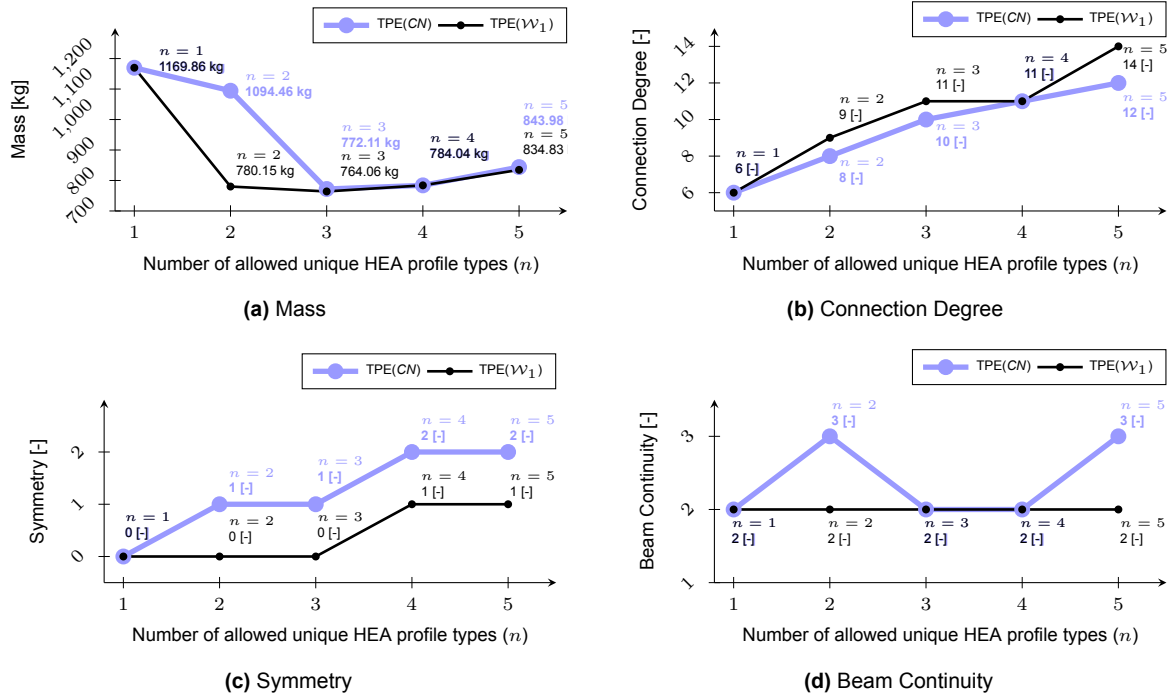 TPE(CN) TPE(W₁)
Mass [kg]
1,200
1,100
1,000
900
800
700
n = 1
1169.86 kg
n = 2
1094.46 kg
n = 2
780.15 kg
n = 3
772.11 kg
n = 3
764.06 kg
n = 4
784.04 kg
n = 5
843.98
n = 5
834.83
1 2 3 4 5
Number of allowed unique HEA profile types (n)
(a) Mass
TPE(CN) TPE(W₁)
Connection Degree [-]
14
12
10
8
6
n = 1
6 [-]
n = 2
9 [-]
n = 2
8 [-]
n = 3
11 [-]
n = 3
10 [-]
n = 4
11 [-]
n = 5
14 [-]
n = 5
12 [-]
1 2 3 4 5
Number of allowed unique HEA profile types (n)
(b) Connection Degree
TPE(CN) TPE(W₁)
Symmetry [-]
2
1
0
n = 1
0 [-]
n = 2
1 [-]
n = 2
0 [-]
n = 3
1 [-]
n = 3
0 [-]
n = 4
2 [-]
n = 4
1 [-]
n = 5
2 [-]
n = 5
1 [-]
1 2 3 4 5
Number of allowed unique HEA profile types (n)
(c) Symmetry
TPE(CN) TPE(W₁)
Beam Continuity [-]
3
2
1
n = 1
2 [-]
n = 2
3 [-]
n = 2
2 [-]
n = 3
2 [-]
n = 4
2 [-]
n = 5
3 [-]
n = 5
2 [-]
1 2 3 4 5
Number of allowed unique HEA profile types (n)
(d) Beam Continuity